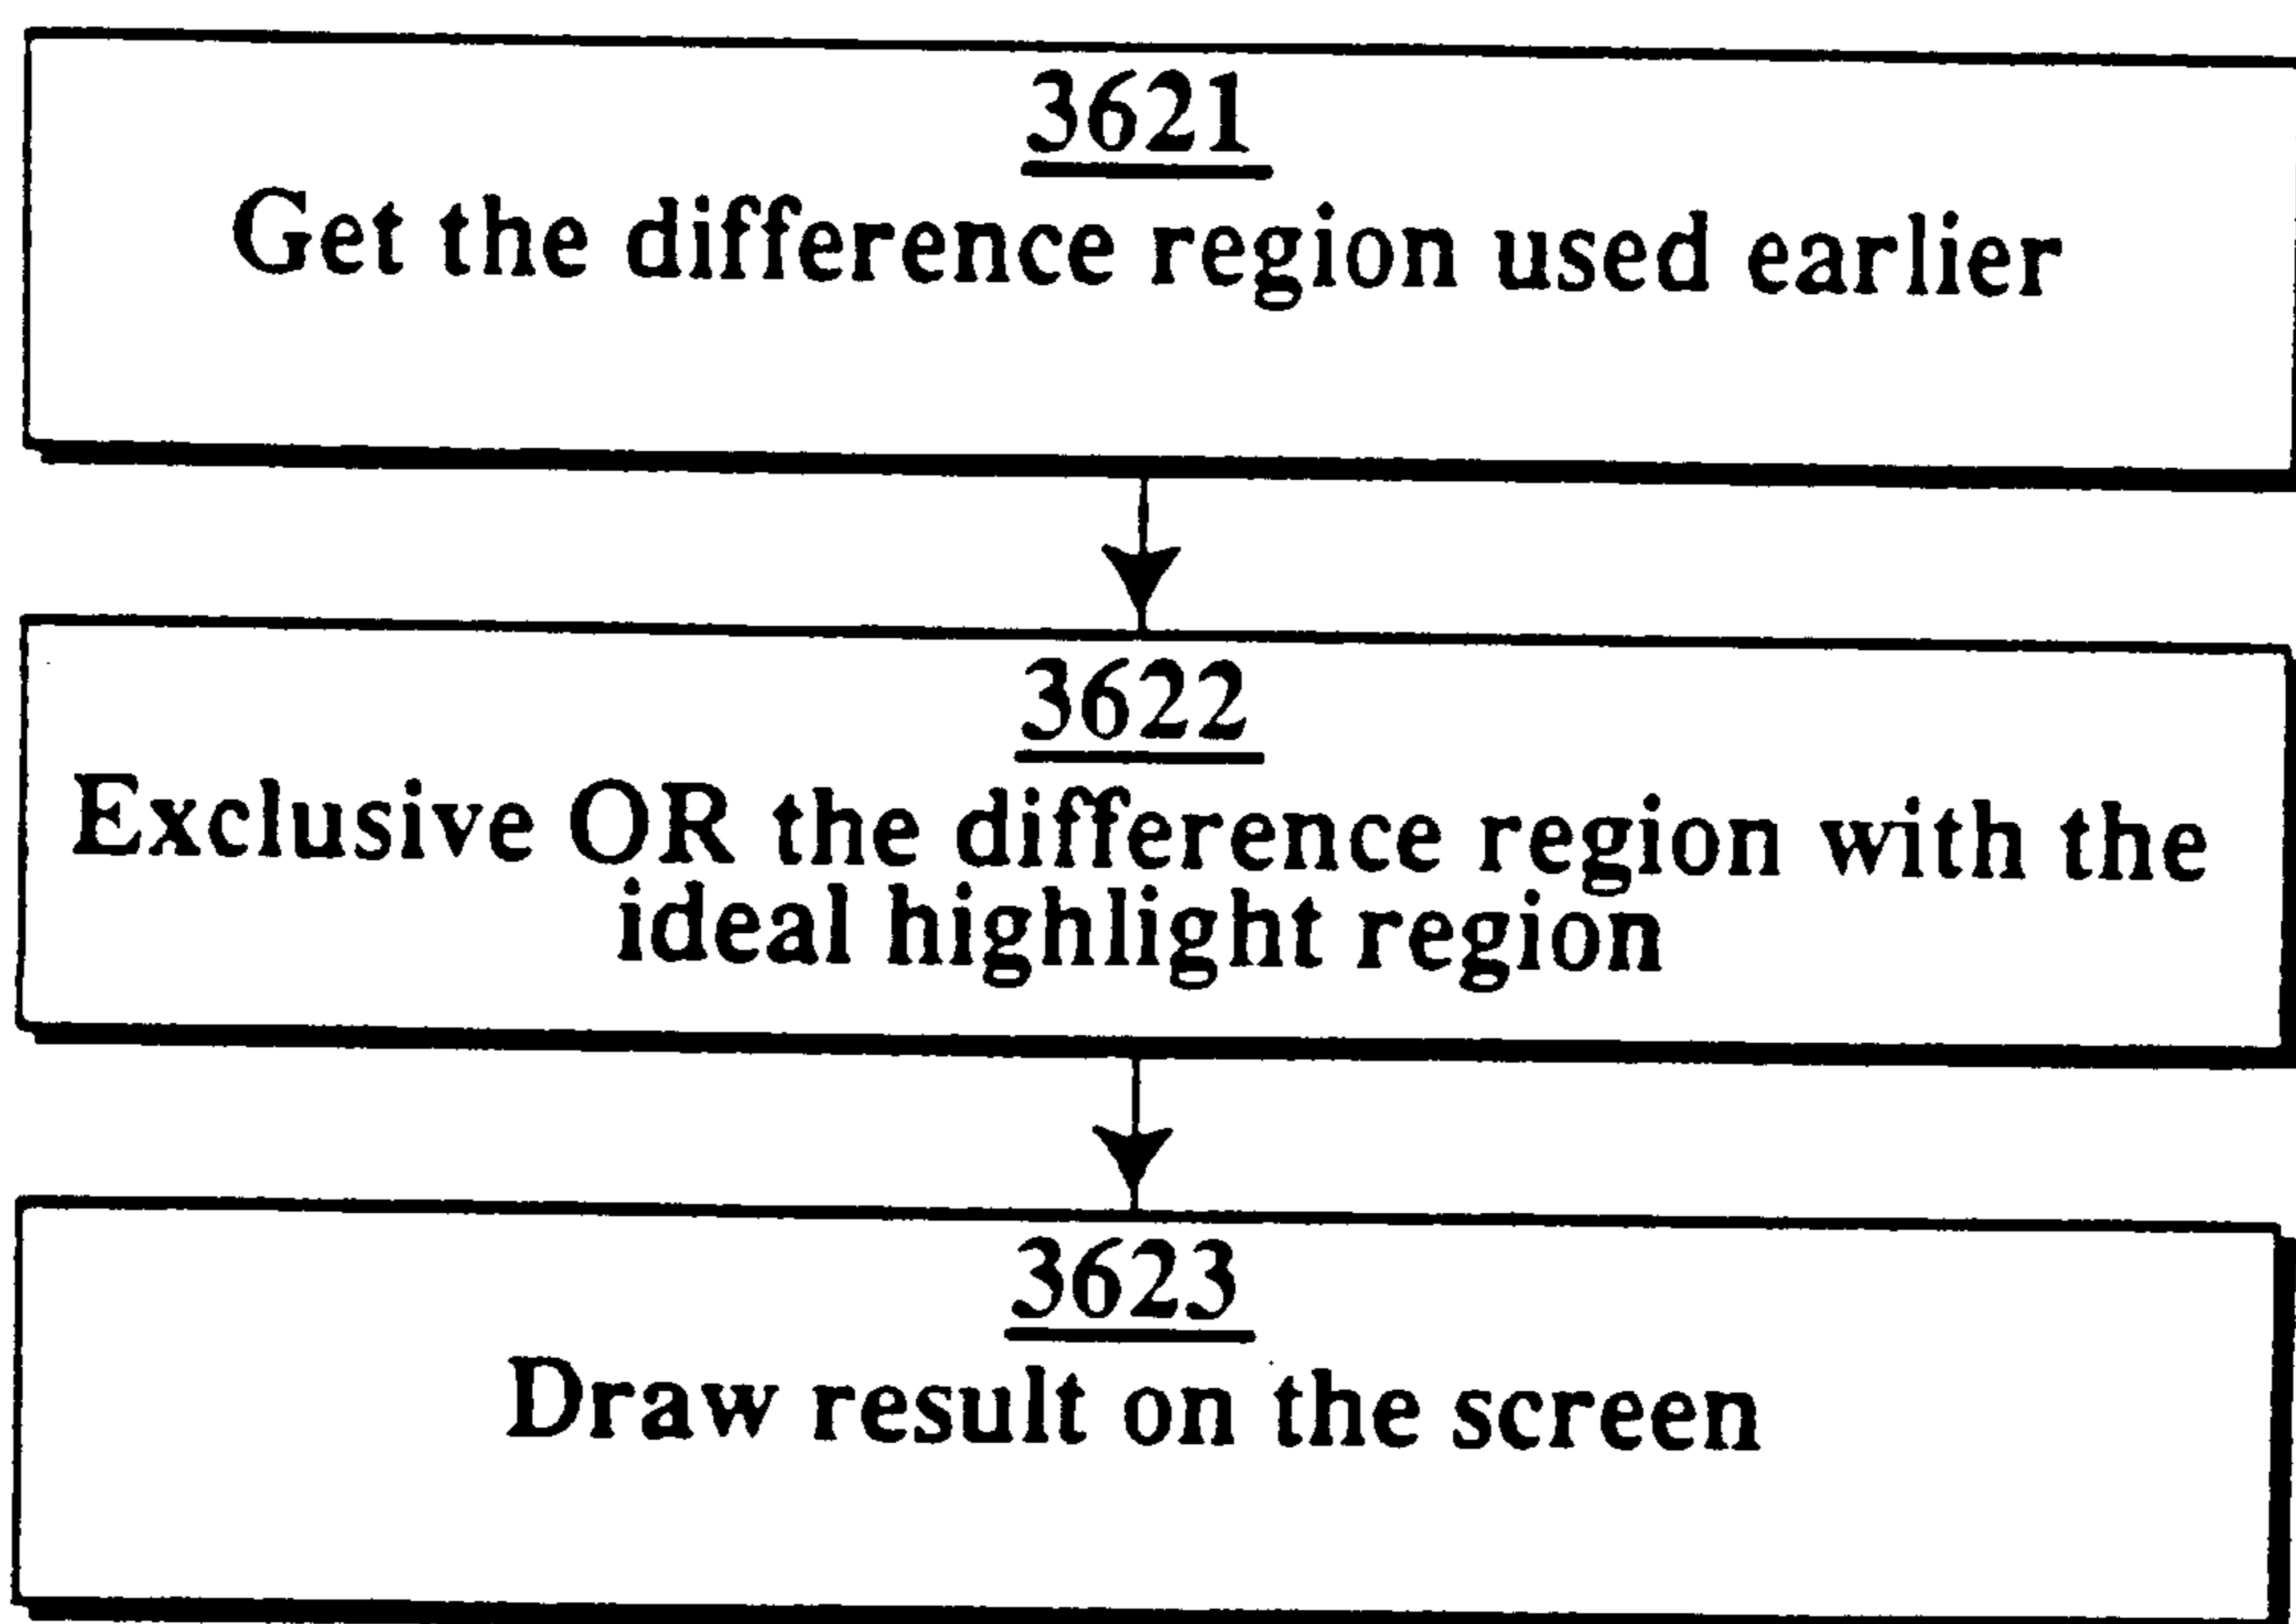 3621
Get the difference region used earlier
3622
Exclusive OR the difference region with the
ideal highlight region
3623
Draw result on the screen